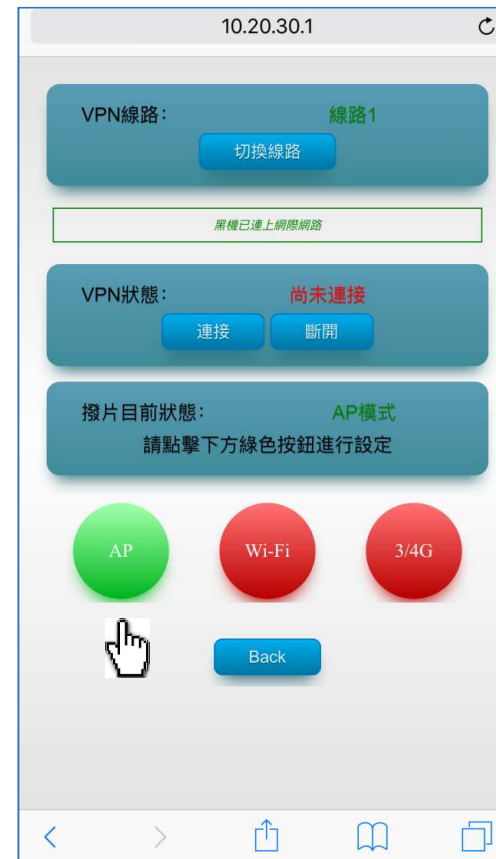 10.20.30.1
VPN線路： 線路1
切換線路
黑機已連上網際網路
VPN狀態： 尚未連接
連接 斷開
撥片目前狀態： AP模式
請點擊下方綠色按鈕進行設定
AP Wi-Fi 3/4G
Back